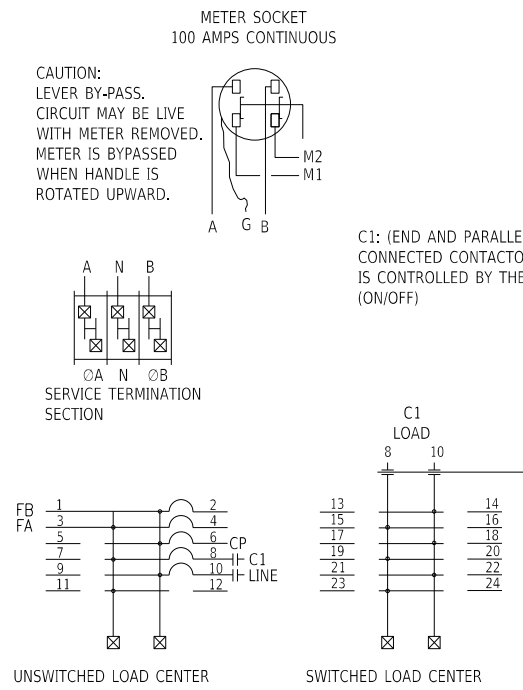 METER SOCKET
100 AMPS CONTINUOUS
CAUTION:
LEVER BY-PASS.
CIRCUIT MAY BE LIVE
WITH METER REMOVED.
METER IS BYPASSED
WHEN HANDLE IS
ROTATED UPWARD.
M2
M1
A G B
C1: (END AND PARALLE
CONNECTED CONTACTO
IS CONTROLLED BY THE
(ON/OFF)
A N B
ØA N ØB
SERVICE TERMINATION
SECTION
C1
LOAD
8 10
FB 1 2
FA 3 4
5 6 CP
7 8 C1
9 10 LINE
11 12
13 14
15 16
17 18
19 20
21 22
23 24
UNSWITCHED LOAD CENTER
SWITCHED LOAD CENTER